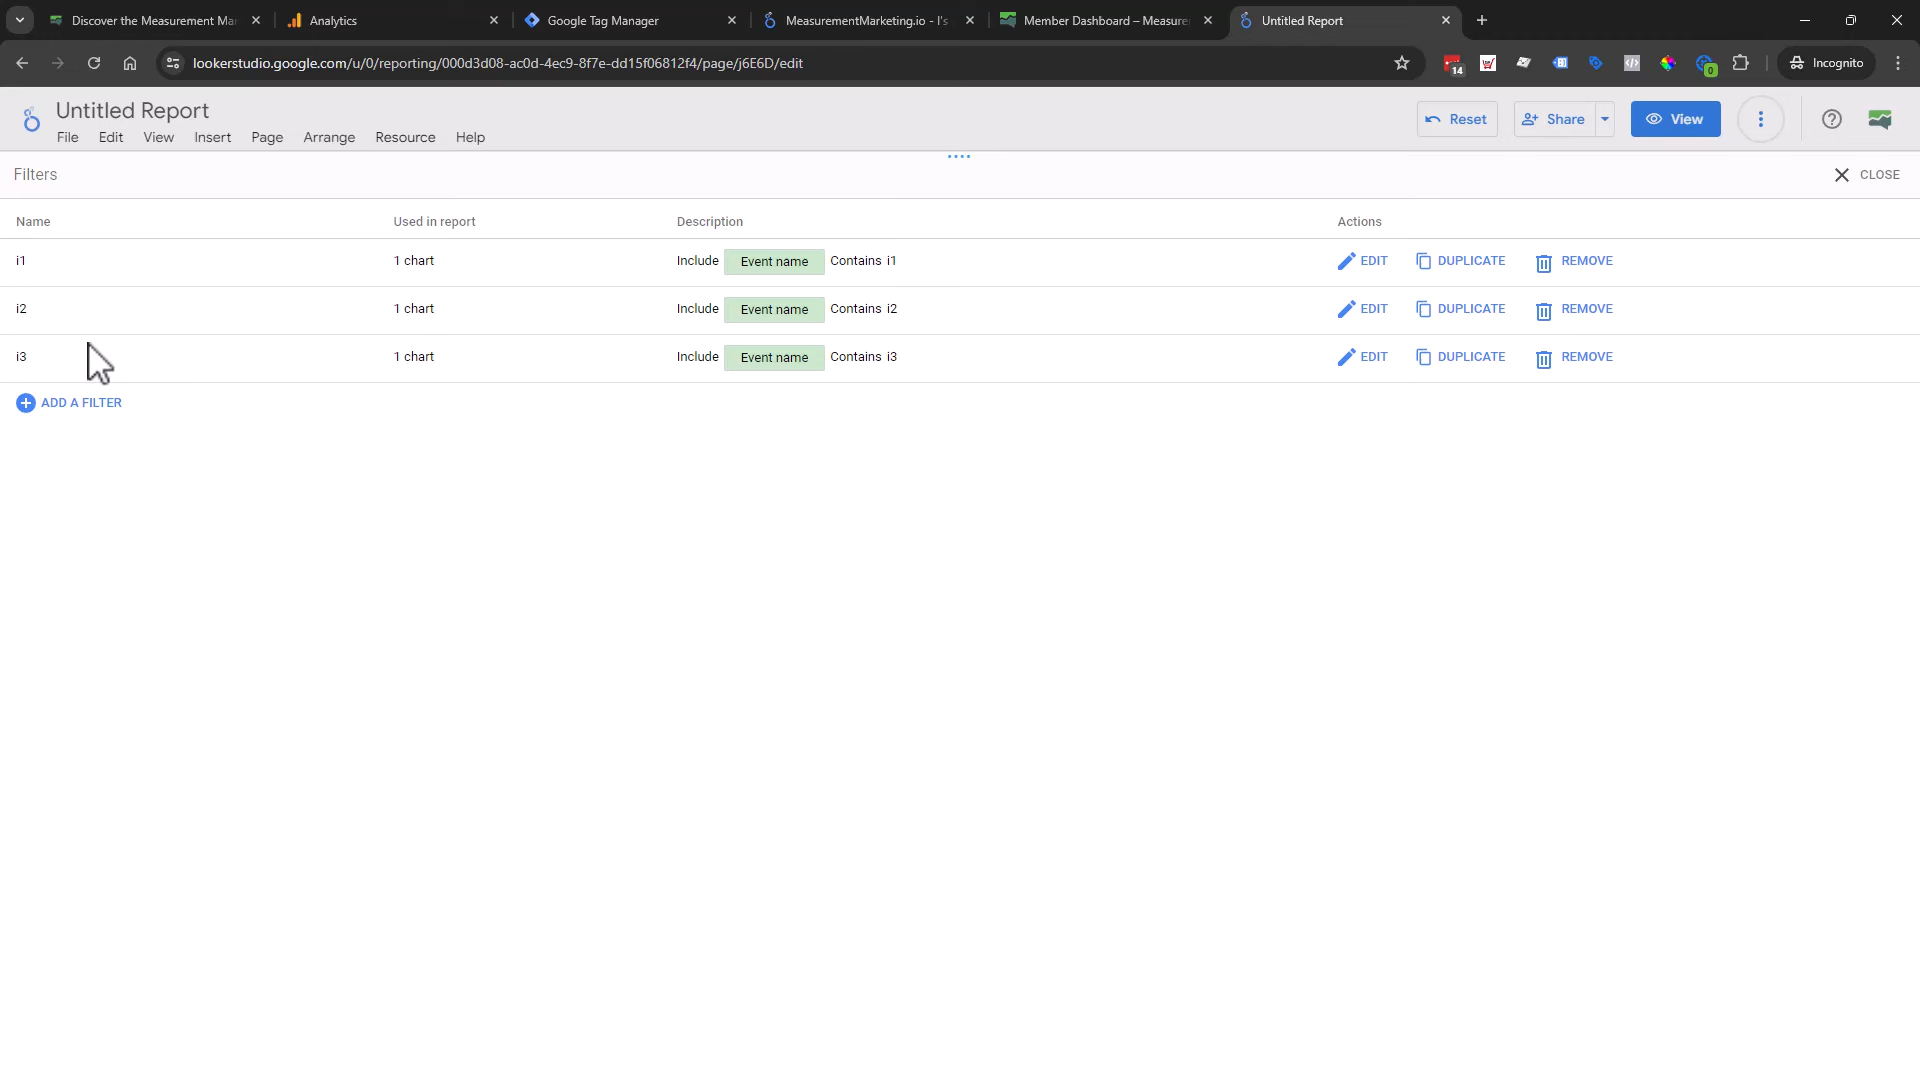 Discover the Measurement Ma
Analytics
Google Tag Manager
MeasurementMarketing.io - I's
Member Dashboard – Measure
Untitled Report
lookerstudio.google.com/u/0/reporting/000d3d08-ac0d-4ec9-8f7e-dd15f06812f4/page/j6E6D/edit
14
0
Incognito
Untitled Report
File Edit View Insert Page Arrange Resource Help
Reset
Share
View
Filters
CLOSE
Name Used in report Description Actions
i1 1 chart Include Event name Contains i1 EDIT DUPLICATE REMOVE
i2 1 chart Include Event name Contains i2 EDIT DUPLICATE REMOVE
i3 1 chart Include Event name Contains i3 EDIT DUPLICATE REMOVE
ADD A FILTER